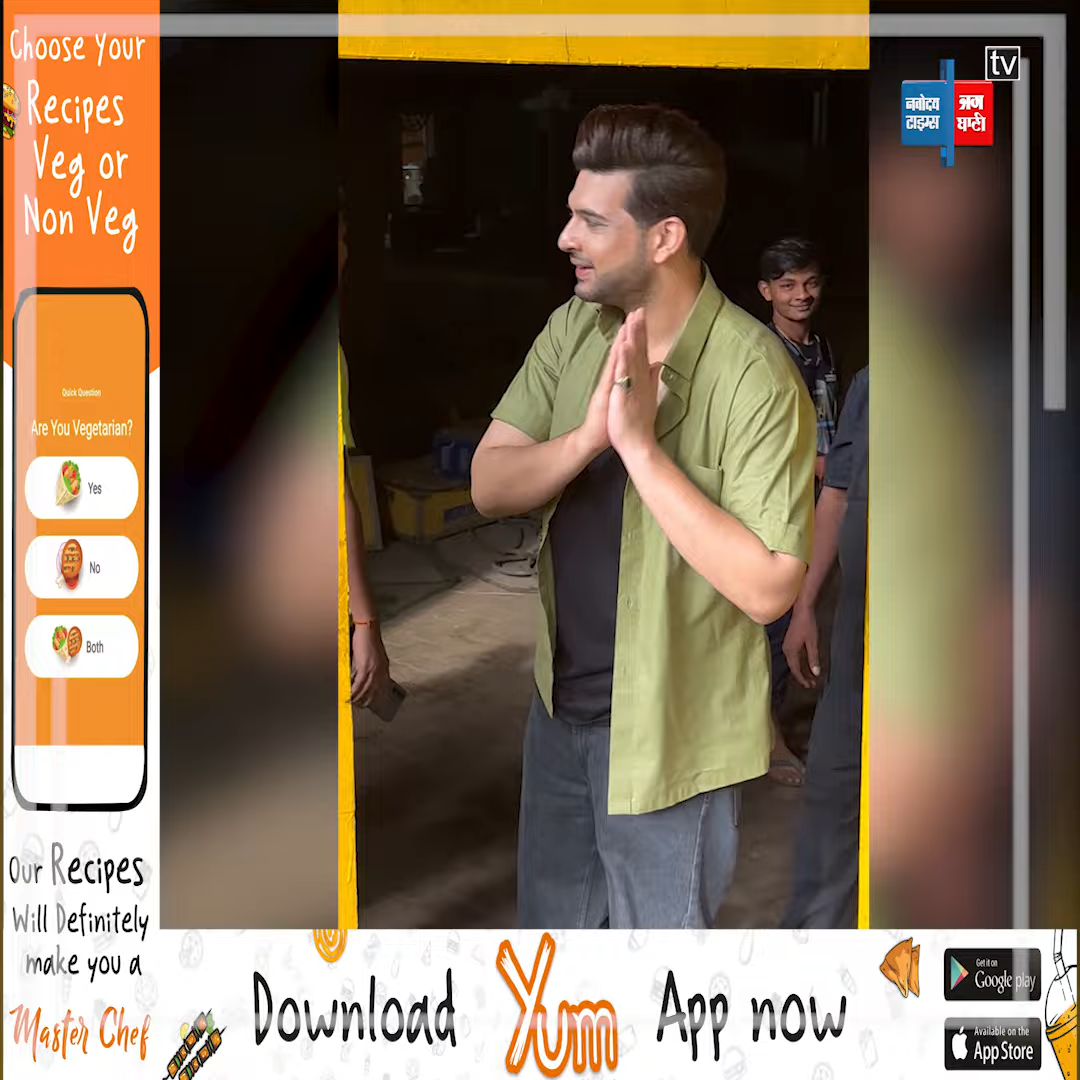 Choose Your
Recipes
Veg or
Non Veg
Quick Question
Are You Vegetarian?
Yes
No
Both
Our Recipes
Will Definitely
make you a
Master Chef
tv
नवोदय
टाइम्स
ਜਗ
ਬਾਣੀ
Download Yum App now
Get it on
Google play
Available on the
App Store